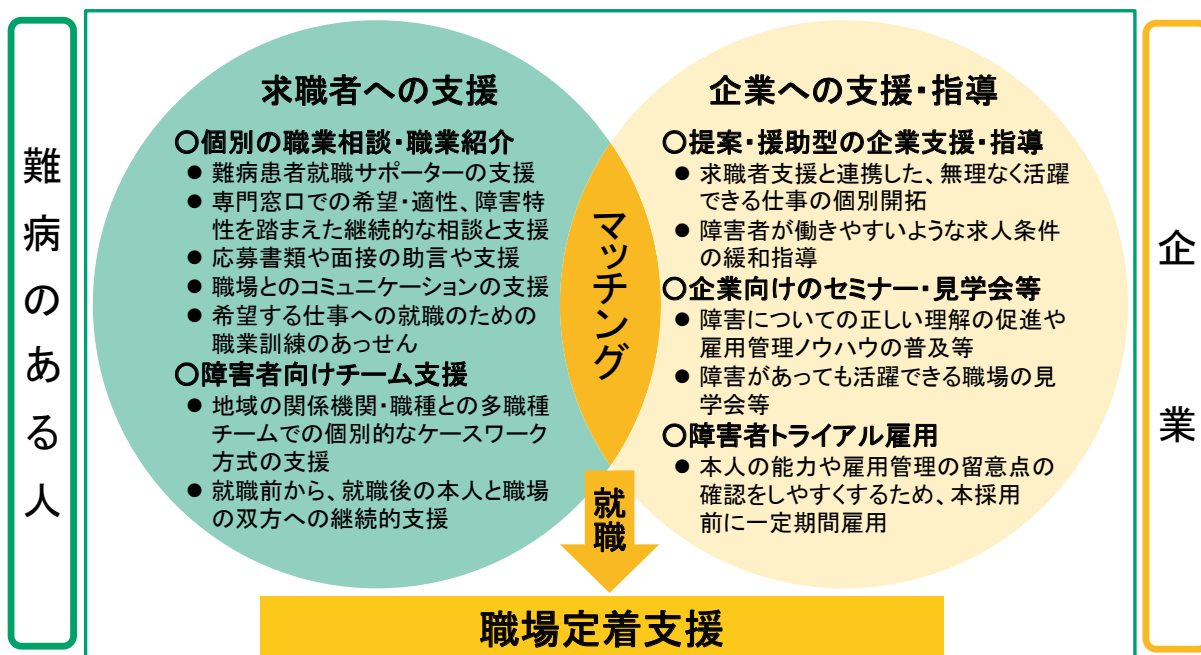 難病のある人
求職者への支援
〇個別の職業相談・職業紹介
● 難病患者就職サポーターの支援
● 専門窓口での希望・適性、障害特
性を踏まえた継続的な相談と支援
● 応募書類や面接の助言や支援
● 職場とのコミュニケーションの支援
● 希望する仕事への就職のための
職業訓練のあっせん
〇障害者向けチーム支援
● 地域の関係機関・職種との多職種
チームでの個別的なケースワーク
方式の支援
● 就職前から、就職後の本人と職場
の双方への継続的支援
マッチング
企業への支援・指導
〇提案・援助型の企業支援・指導
● 求職者支援と連携した、無理なく活躍
できる仕事の個別開拓
● 障害者が働きやすいような求人条件
の緩和指導
〇企業向けのセミナー・見学会等
● 障害についての正しい理解の促進や
雇用管理ノウハウの普及等
● 障害があっても活躍できる職場の見
学会等
〇障害者トライアル雇用
● 本人の能力や雇用管理の留意点の
確認をしやすくするため、本採用
前に一定期間雇用
企業
就職
職場定着支援